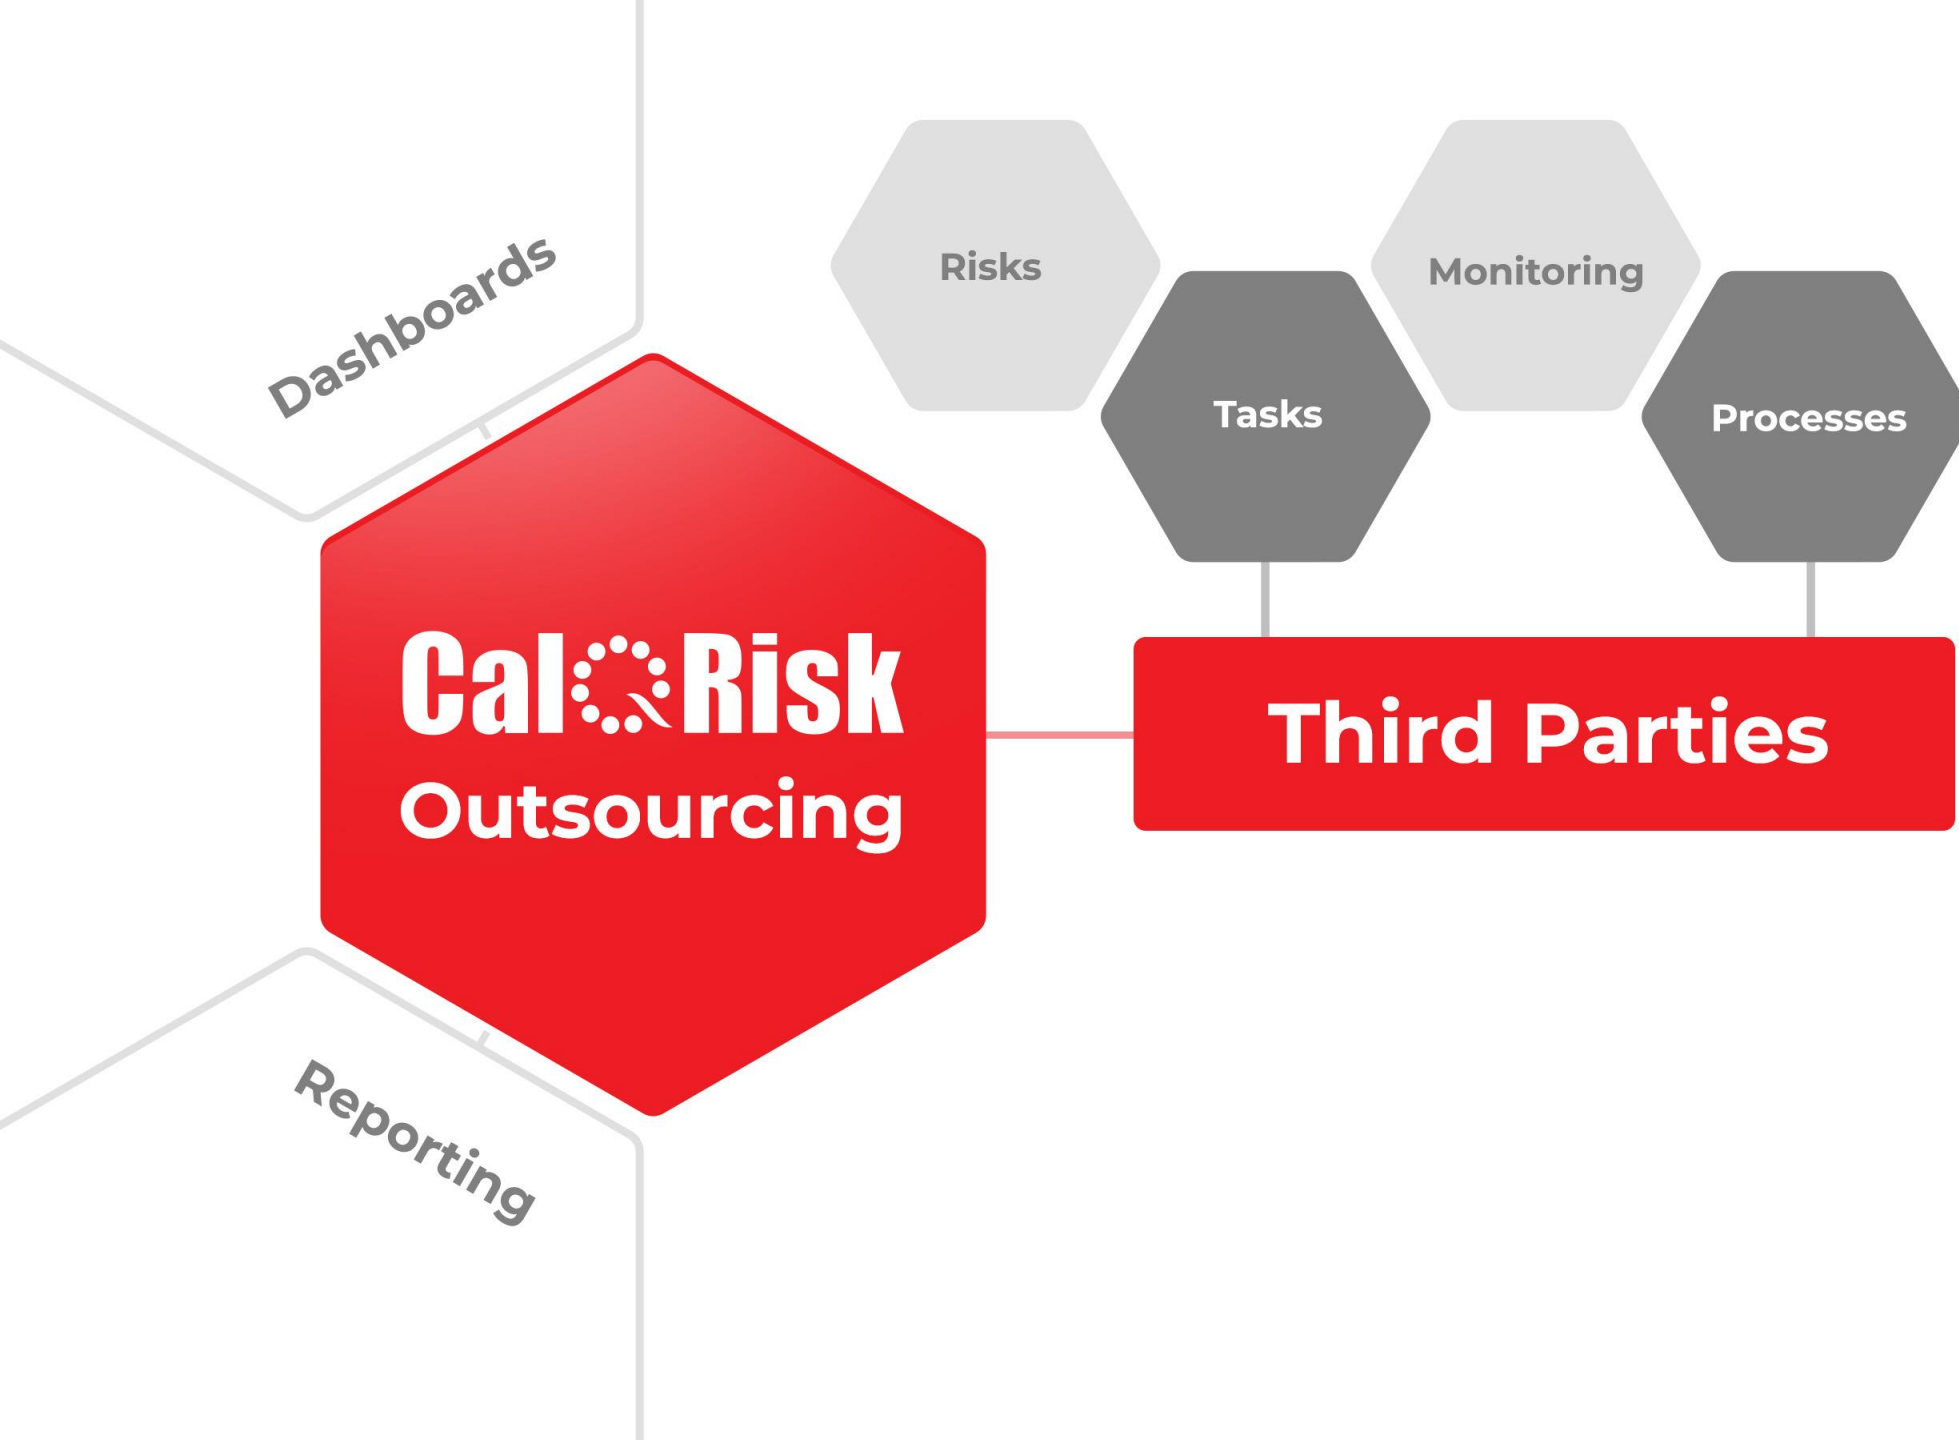 Dashboards
Risks
Monitoring
Tasks
Processes
CalQRisk
Outsourcing
Third Parties
Reporting